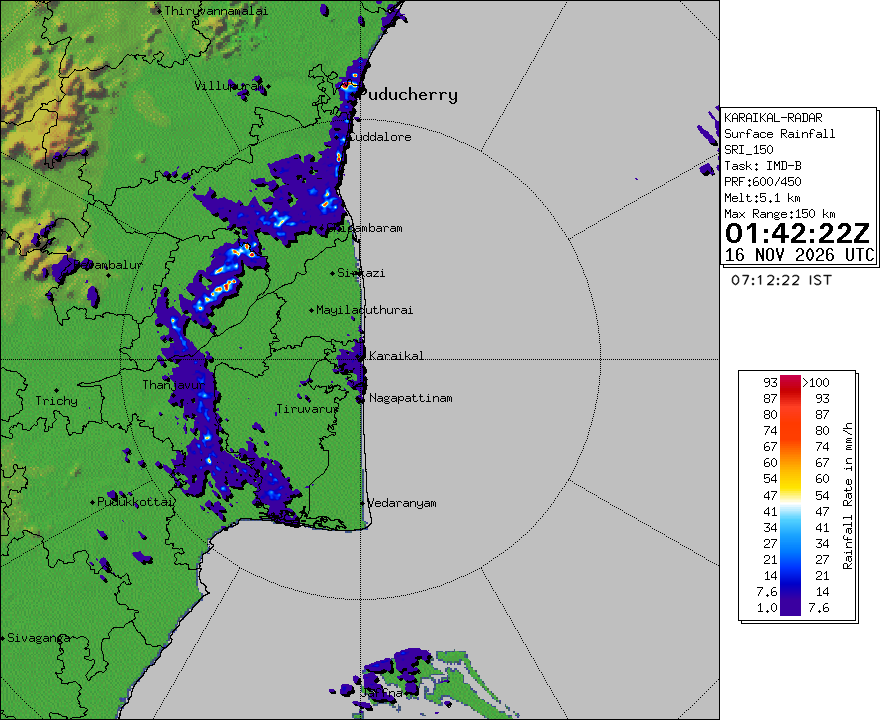 Thiruvannamalai
Villupuram
Puducherry
Cuddalore
KARAIKAL-RADAR
Surface Rainfall
SRI_150
Task: IMD-B
PRF:600/450
Melt:5.1 km
Max Range:150 km
01:42:22Z
16 NOV 2026 UTC
07:12:22 IST
Chidambaram
Perambalur
Sirkazi
Mayiladuthurai
Karaikal
Thanjavur
Trichy
Nagapattinam
Tiruvarur
Pudukkottai
Vedaranyam
Sivaganga
Jaffna
93 >100
87 93
80 87
74 80
67 74
60 67
54 60
47 54
41 47
34 41
27 34
21 27
14 21
7.6 14
1.0 7.6
Rainfall Rate in mm/h